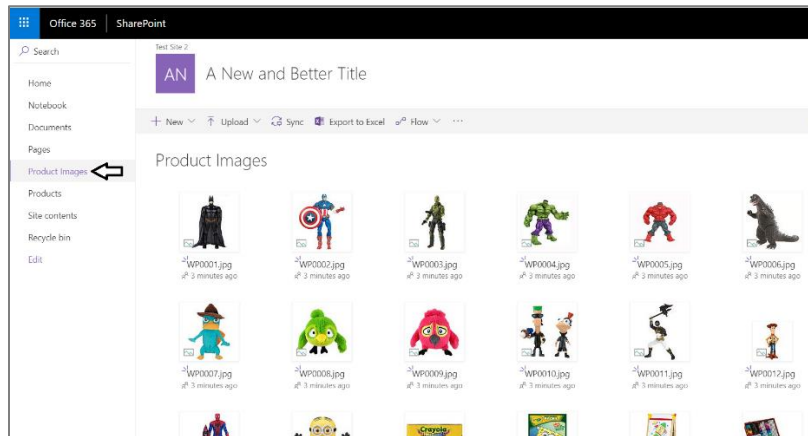 Office 365 SharePoint
Search
Home
Notebook
Documents
Pages
Product Images
Products
Site contents
Recycle bin
Edit
Test Site 2
AN A New and Better Title
New Upload Sync Export to Excel Flow ...
Product Images
WP0001.jpg WP0002.jpg WP0003.jpg WP0004.jpg WP0005.jpg WP0006.jpg
3 minutes ago 3 minutes ago 3 minutes ago 3 minutes ago 3 minutes ago 3 minutes ago
WP0007.jpg WP0008.jpg WP0009.jpg WP0010.jpg WP0011.jpg WP0012.jpg
3 minutes ago 3 minutes ago 3 minutes ago 3 minutes ago 3 minutes ago 3 minutes ago
Crayola